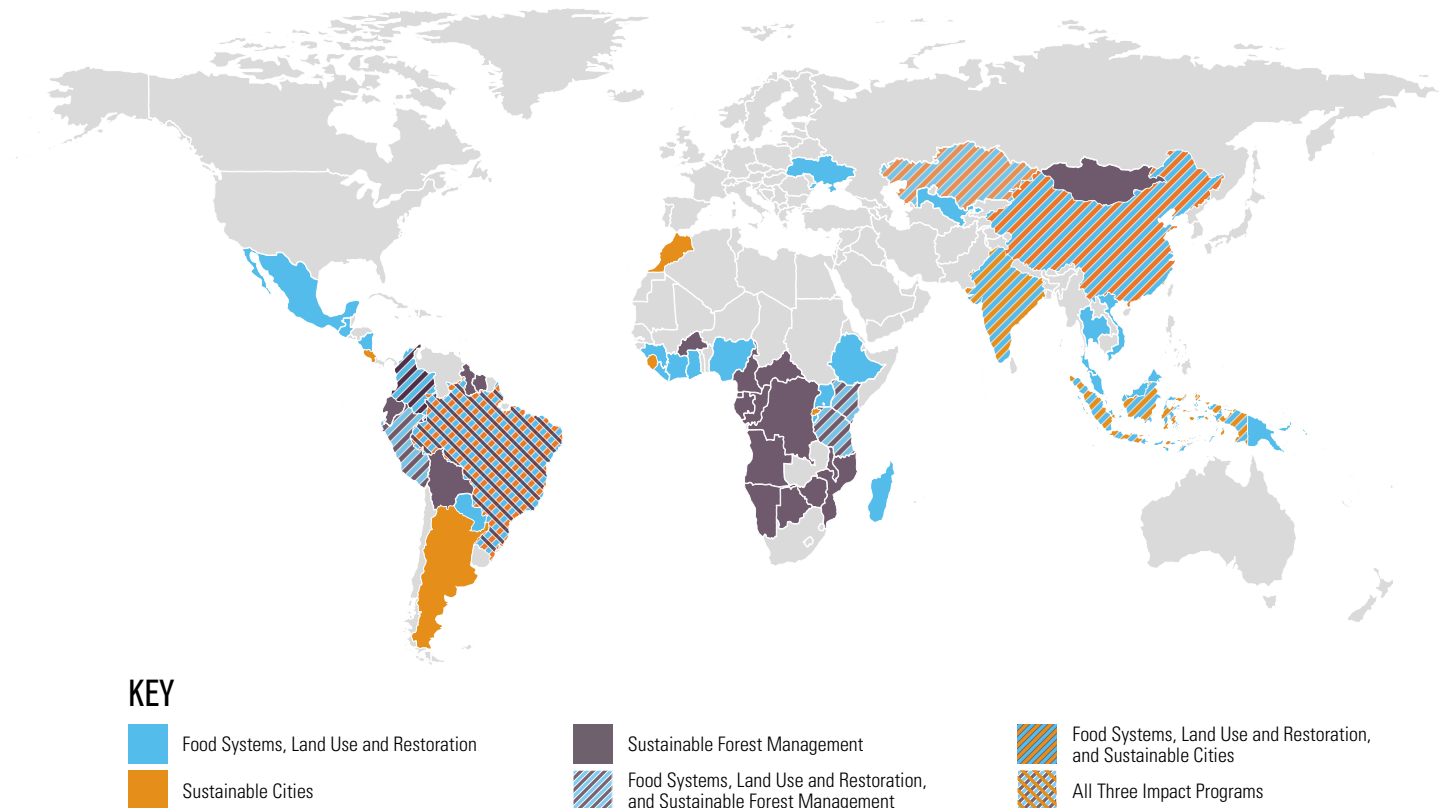 KEY
Food Systems, Land Use and Restoration
Sustainable Cities
Sustainable Forest Management
Food Systems, Land Use and Restoration,
and Sustainable Forest Management
Food Systems, Land Use and Restoration,
and Sustainable Cities
All Three Impact Programs